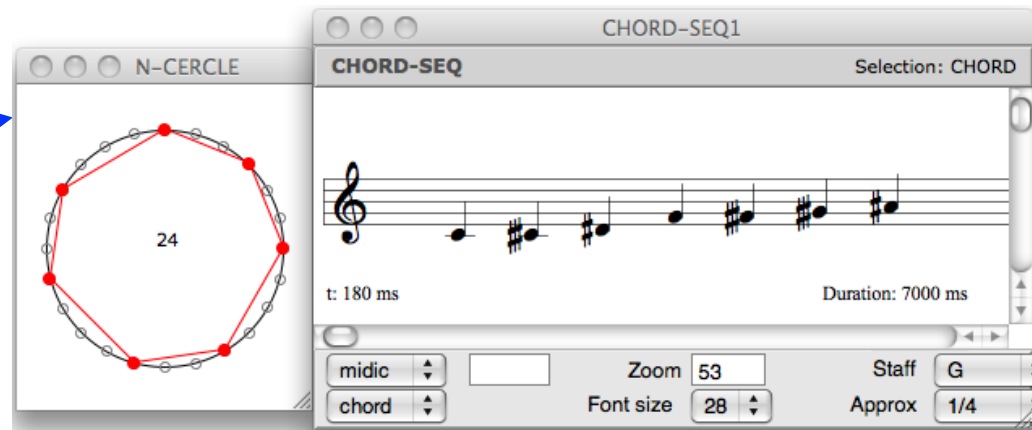 N-CERCLE
24
CHORD-SEQ1
CHORD-SEQ
Selection: CHORD
t: 180 ms
Duration: 7000 ms
midic
Zoom
53
Staff
G
chord
Font size
28
Approx
1/4